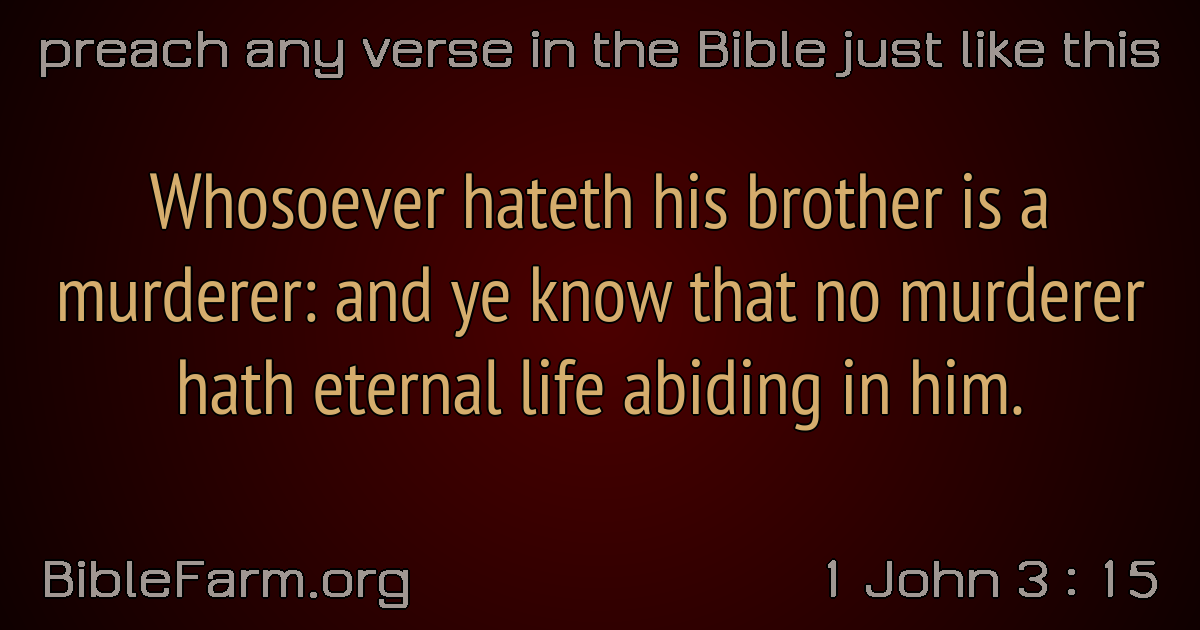 preach any verse in the Bible just like this
Whosoever hateth his brother is a
murderer: and ye know that no murderer
hath eternal life abiding in him.
BibleFarm.org
1 John 3 : 15